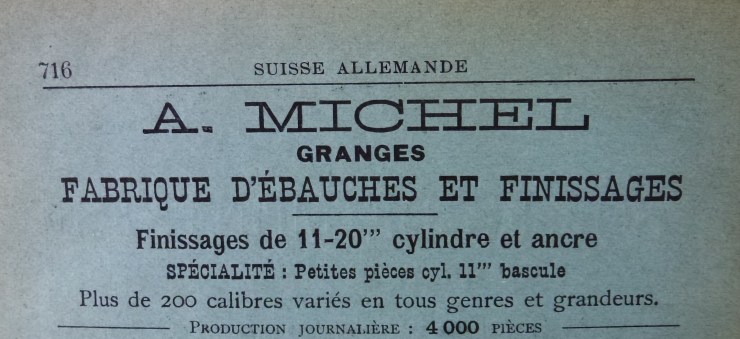 716
SUISSE ALLEMANDE
A. MICHEL
GRANGES
FABRIQUE D'ÉBAUCHES ET FINISSAGES
Finissages de 11-20''' cylindre et ancre
SPÉCIALITÉ : Petites pièces cyl. 11''' bascule
Plus de 200 calibres variés en tous genres et grandeurs.
PRODUCTION JOURNALIÈRE : 4 000 PIÈCES